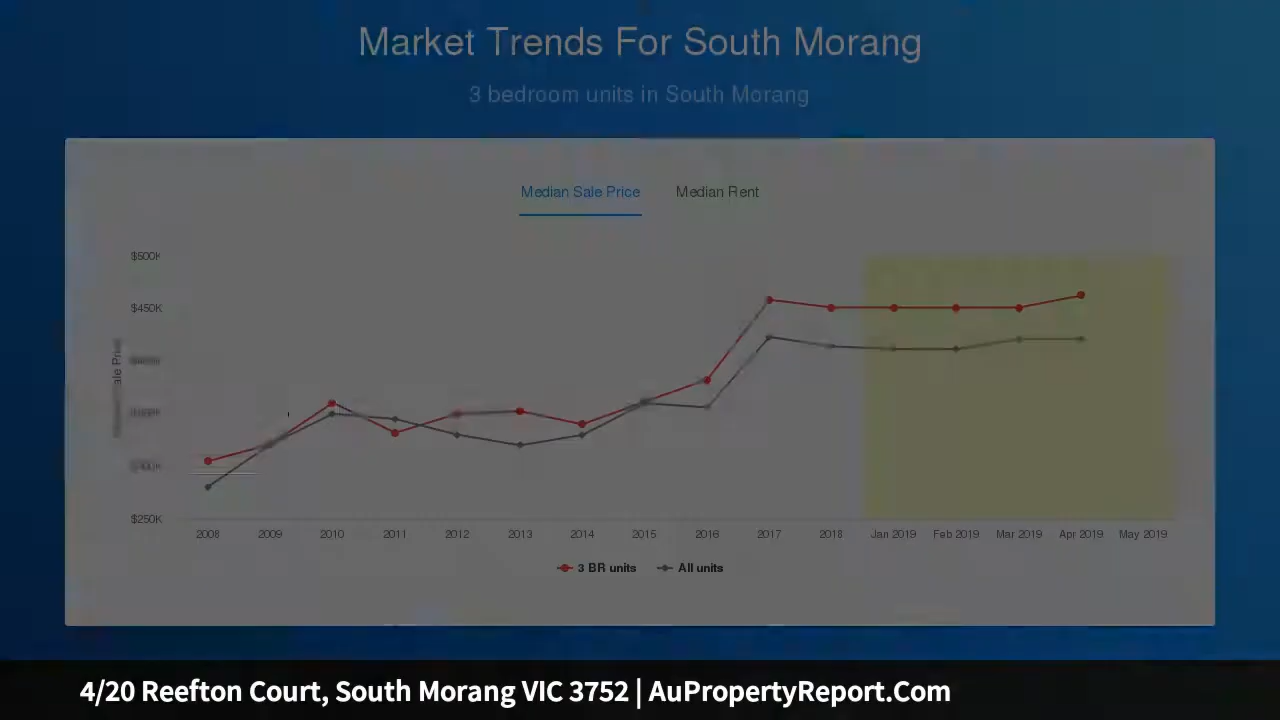 Market Trends For South Morang
3 bedroom units in South Morang
Median Sale Price Median Rent
$500K
$450K
$250K
Sale Price
2008 2009 2010 2011 2012 2013 2014 2015 2016 2017 2018 Jan 2019 Feb 2019 Mar 2019 Apr 2019 May 2019
3 BR units All units
4/20 Reefton Court, South Morang VIC 3752 | AuPropertyReport.Com